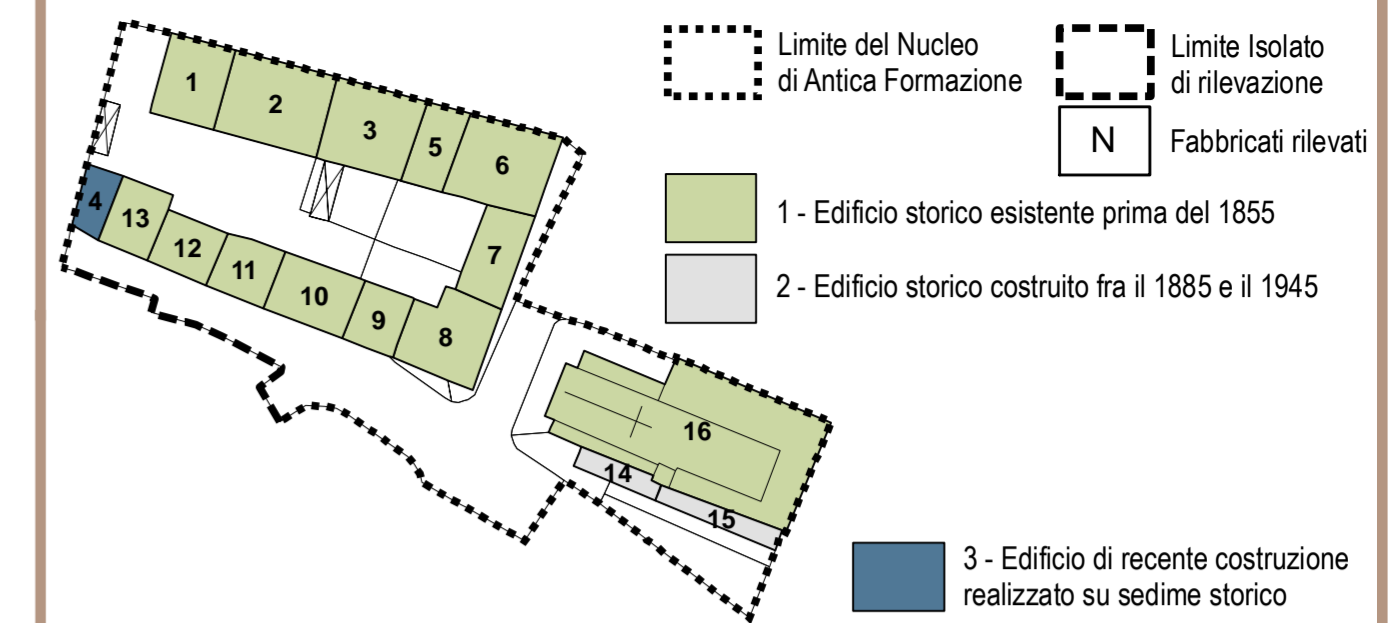 Limite del Nucleo
di Antica Formazione
Limite Isolato
di rilevazione
N
Fabbricati rilevati
1 - Edificio storico esistente prima del 1855
2 - Edificio storico costruito fra il 1885 e il 1945
3 - Edificio di recente costruzione
realizzato su sedime storico
1
2
3
5
6
4
13
12
11
10
9
8
7
16
14
15